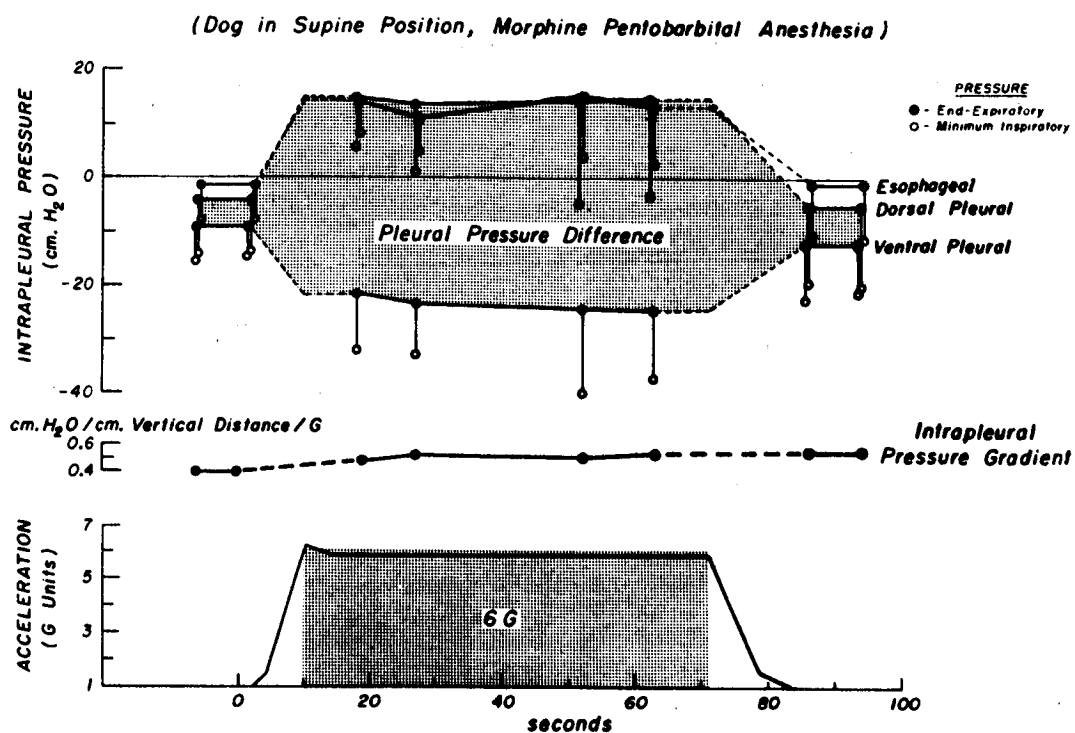 (Dog in Supine Position, Morphine Pentobarbital Anesthesia)
PRESSURE
● - End-Expiratory
○ - Minimum Inspiratory
INTRAPLEURAL PRESSURE
(cm. H2O)
20
0
-20
-40
Esophageal
Dorsal Pleural
Ventral Pleural
Pleural Pressure Difference
cm. H2O/cm. Vertical Distance/G
0.6
0.4
Intrapleural
Pressure Gradient
ACCELERATION
(G Units)
7
5
3
1
6 G
0 20 40 60 80 100
seconds